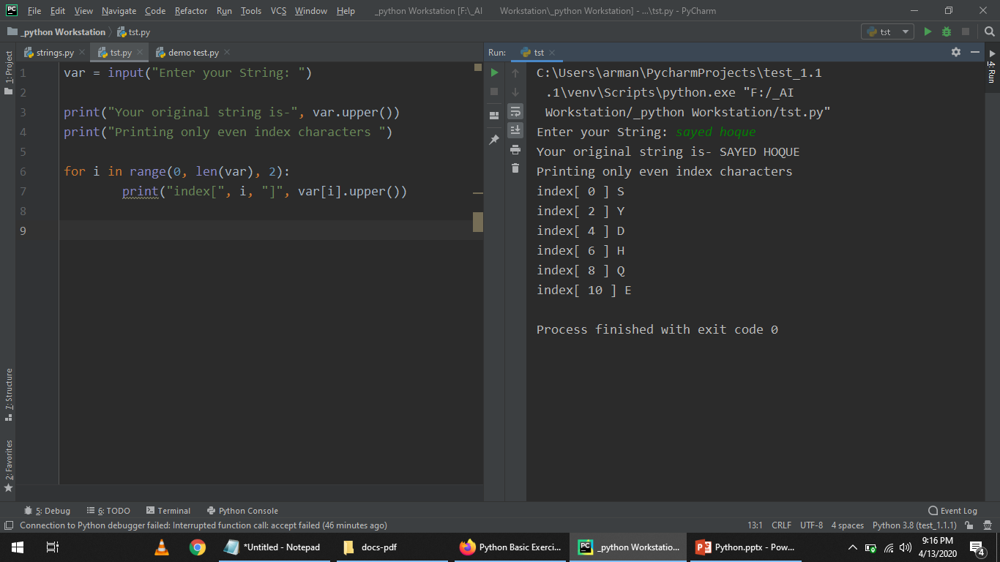 PC File Edit View Navigate Code Refactor Run Tools VCS Window Help _python Workstation [F:\_AI Workstation\_python Workstation] - ...\tst.py - PyCharm
_python Workstation tst.py tst
1: Project
strings.py tst.py demo test.py
1 var = input("Enter your String: ")
2
3 print("Your original string is-", var.upper())
4 print("Printing only even index characters ")
5
6 for i in range(0, len(var), 2):
7 print("index[", i, "]", var[i].upper())
8
9
7: Structure
2: Favorites
Run: tst
4: Run
C:\Users\arman\PycharmProjects\test_1.1
.1\venv\Scripts\python.exe "F:/_AI
Workstation/_python Workstation/tst.py"
Enter your String: sayed hoque
Your original string is- SAYED HOQUE
Printing only even index characters
index[ 0 ] S
index[ 2 ] Y
index[ 4 ] D
index[ 6 ] H
index[ 8 ] Q
index[ 10 ] E
Process finished with exit code 0
5: Debug 6: TODO Terminal Python Console Event Log
Connection to Python debugger failed: Interrupted function call: accept failed (46 minutes ago) 13:1 CRLF UTF-8 4 spaces Python 3.8 (test_1.1.1)
*Untitled - Notepad docs-pdf Python Basic Exerci... PC _python Workstatio... Python.pptx - Pow...
9:16 PM
4/13/2020
4